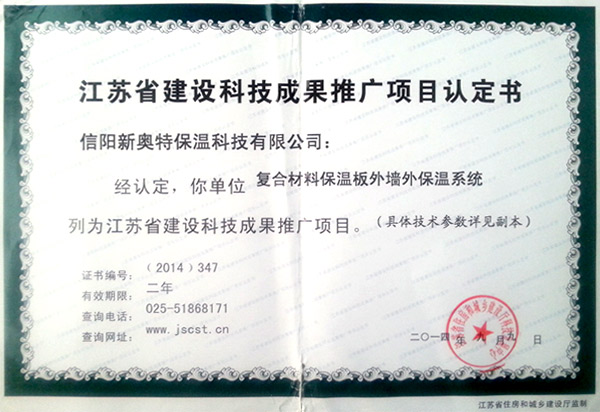 江苏省建设科技成果推广项目认定书
信阳新奥特保温科技有限公司：
经认定，你单位 复合材料保温板外墙外保温系统
列为江苏省建设科技成果推广项目。（具体技术参数详见副本）
证书编号：（2014）347
有效期限：二年
查询电话：025-51868171
查询网址：www.jscst.cn
二〇一四年 月九日
江苏省住房和城乡建设厅监制